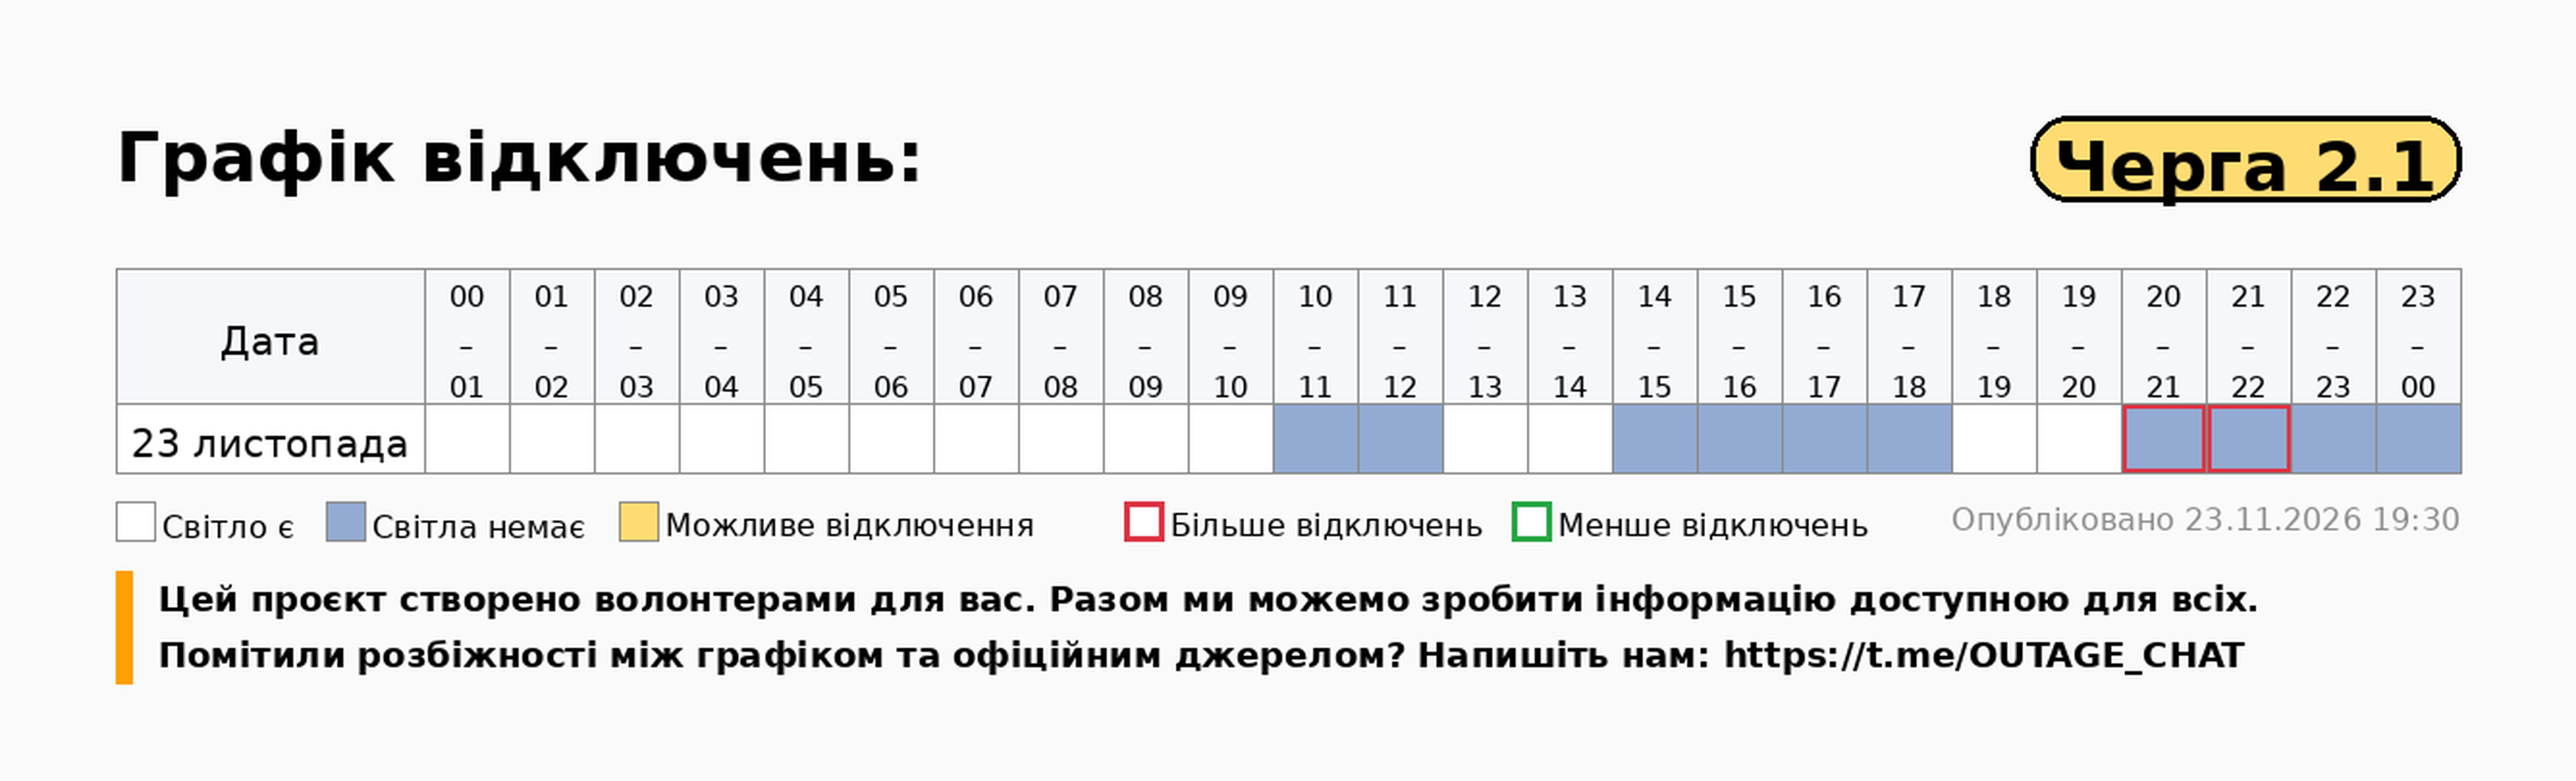 Графік відключень:
Черга 2.1
Дата
00 – 01
01 – 02
02 – 03
03 – 04
04 – 05
05 – 06
06 – 07
07 – 08
08 – 09
09 – 10
10 – 11
11 – 12
12 – 13
13 – 14
14 – 15
15 – 16
16 – 17
17 – 18
18 – 19
19 – 20
20 – 21
21 – 22
22 – 23
23 – 00
23 листопада
Світло є
Світла немає
Можливе відключення
Більше відключень
Менше відключень
Опубліковано 23.11.2026 19:30
Цей проєкт створено волонтерами для вас. Разом ми можемо зробити інформацію доступною для всіх.
Помітили розбіжності між графіком та офіційним джерелом? Напишіть нам: https://t.me/OUTAGE_CHAT